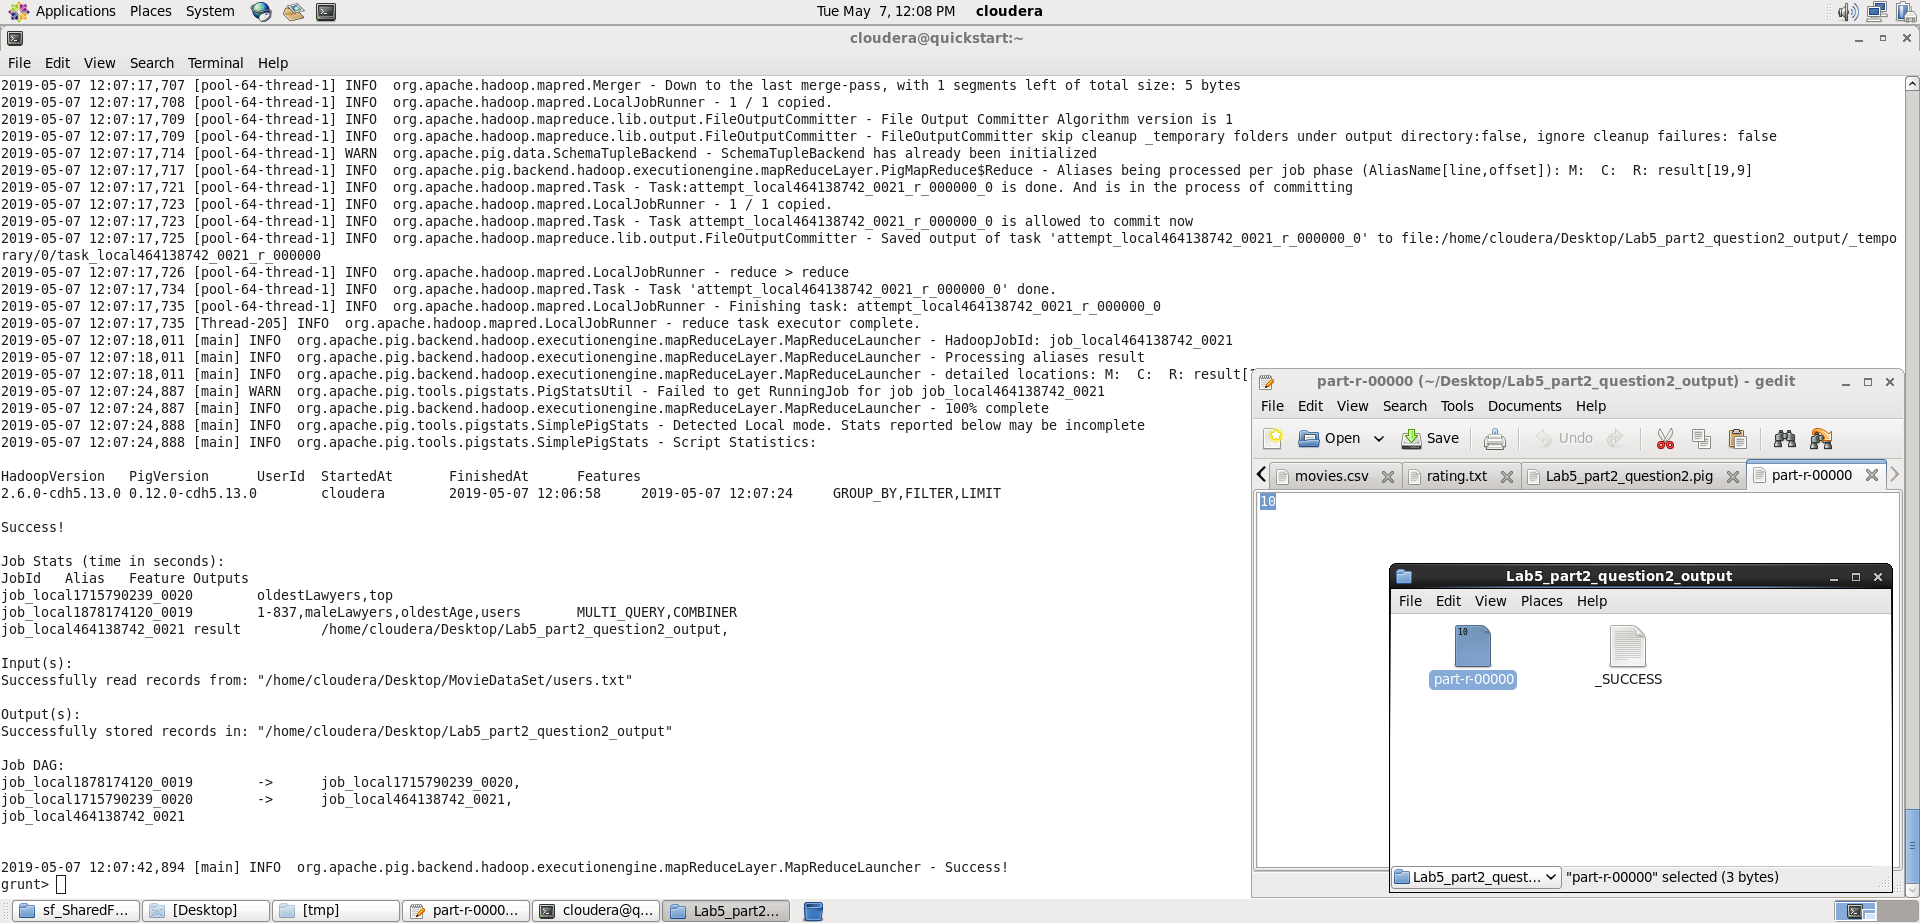 Applications Places System Tue May 7, 12:08 PM cloudera
cloudera@quickstart:~
File Edit View Search Terminal Help
2019-05-07 12:07:17,707 [pool-64-thread-1] INFO  org.apache.hadoop.mapred.Merger - Down to the last merge-pass, with 1 segments left of total size: 5 bytes
2019-05-07 12:07:17,708 [pool-64-thread-1] INFO  org.apache.hadoop.mapred.LocalJobRunner - 1 / 1 copied.
2019-05-07 12:07:17,709 [pool-64-thread-1] INFO  org.apache.hadoop.mapreduce.lib.output.FileOutputCommitter - File Output Committer Algorithm version is 1
2019-05-07 12:07:17,709 [pool-64-thread-1] INFO  org.apache.hadoop.mapreduce.lib.output.FileOutputCommitter - FileOutputCommitter skip cleanup _temporary folders under output directory:false, ignore cleanup failures: false
2019-05-07 12:07:17,714 [pool-64-thread-1] WARN  org.apache.pig.data.SchemaTupleBackend - SchemaTupleBackend has already been initialized
2019-05-07 12:07:17,717 [pool-64-thread-1] INFO  org.apache.pig.backend.hadoop.executionengine.mapReduceLayer.PigMapReduce$Reduce - Aliases being processed per job phase (AliasName[line,offset]): M:  C:  R: result[19,9]
2019-05-07 12:07:17,721 [pool-64-thread-1] INFO  org.apache.hadoop.mapred.Task - Task:attempt_local464138742_0021_r_000000_0 is done. And is in the process of committing
2019-05-07 12:07:17,723 [pool-64-thread-1] INFO  org.apache.hadoop.mapred.LocalJobRunner - 1 / 1 copied.
2019-05-07 12:07:17,723 [pool-64-thread-1] INFO  org.apache.hadoop.mapred.Task - Task attempt_local464138742_0021_r_000000_0 is allowed to commit now
2019-05-07 12:07:17,725 [pool-64-thread-1] INFO  org.apache.hadoop.mapreduce.lib.output.FileOutputCommitter - Saved output of task 'attempt_local464138742_0021_r_000000_0' to file:/home/cloudera/Desktop/Lab5_part2_question2_output/_tempo
rary/0/task_local464138742_0021_r_000000
2019-05-07 12:07:17,726 [pool-64-thread-1] INFO  org.apache.hadoop.mapred.LocalJobRunner - reduce > reduce
2019-05-07 12:07:17,734 [pool-64-thread-1] INFO  org.apache.hadoop.mapred.Task - Task 'attempt_local464138742_0021_r_000000_0' done.
2019-05-07 12:07:17,735 [pool-64-thread-1] INFO  org.apache.hadoop.mapred.LocalJobRunner - Finishing task: attempt_local464138742_0021_r_000000_0
2019-05-07 12:07:17,735 [Thread-205] INFO  org.apache.hadoop.mapred.LocalJobRunner - reduce task executor complete.
2019-05-07 12:07:18,011 [main] INFO  org.apache.pig.backend.hadoop.executionengine.mapReduceLayer.MapReduceLauncher - HadoopJobId: job_local464138742_0021
2019-05-07 12:07:18,011 [main] INFO  org.apache.pig.backend.hadoop.executionengine.mapReduceLayer.MapReduceLauncher - Processing aliases result
2019-05-07 12:07:18,011 [main] INFO  org.apache.pig.backend.hadoop.executionengine.mapReduceLayer.MapReduceLauncher - detailed locations: M:  C:  R: result[
2019-05-07 12:07:24,887 [main] WARN  org.apache.pig.tools.pigstats.PigStatsUtil - Failed to get RunningJob for job job_local464138742_0021
2019-05-07 12:07:24,887 [main] INFO  org.apache.pig.backend.hadoop.executionengine.mapReduceLayer.MapReduceLauncher - 100% complete
2019-05-07 12:07:24,888 [main] INFO  org.apache.pig.tools.pigstats.SimplePigStats - Detected Local mode. Stats reported below may be incomplete
2019-05-07 12:07:24,888 [main] INFO  org.apache.pig.tools.pigstats.SimplePigStats - Script Statistics:
HadoopVersion PigVersion UserId StartedAt FinishedAt Features
2.6.0-cdh5.13.0 0.12.0-cdh5.13.0 cloudera 2019-05-07 12:06:58 2019-05-07 12:07:24 GROUP_BY,FILTER,LIMIT
Success!
Job Stats (time in seconds):
JobId Alias Feature Outputs
job_local1715790239_0020 oldestLawyers,top
job_local1878174120_0019 1-837,maleLawyers,oldestAge,users MULTI_QUERY,COMBINER
job_local464138742_0021 result /home/cloudera/Desktop/Lab5_part2_question2_output,
Input(s):
Successfully read records from: "/home/cloudera/Desktop/MovieDataSet/users.txt"
Output(s):
Successfully stored records in: "/home/cloudera/Desktop/Lab5_part2_question2_output"
Job DAG:
job_local1878174120_0019 -> job_local1715790239_0020,
job_local1715790239_0020 -> job_local464138742_0021,
job_local464138742_0021
2019-05-07 12:07:42,894 [main] INFO  org.apache.pig.backend.hadoop.executionengine.mapReduceLayer.MapReduceLauncher - Success!
grunt>
part-r-00000 (~/Desktop/Lab5_part2_question2_output) - gedit
File Edit View Search Tools Documents Help
Open Save Undo
movies.csv rating.txt Lab5_part2_question2.pig part-r-00000
10
Lab5_part2_question2_output
File Edit View Places Help
10
part-r-00000 _SUCCESS
Lab5_part2_quest... "part-r-00000" selected (3 bytes)
sf_SharedF... [Desktop] [tmp] part-r-0000... cloudera@q... Lab5_part2...